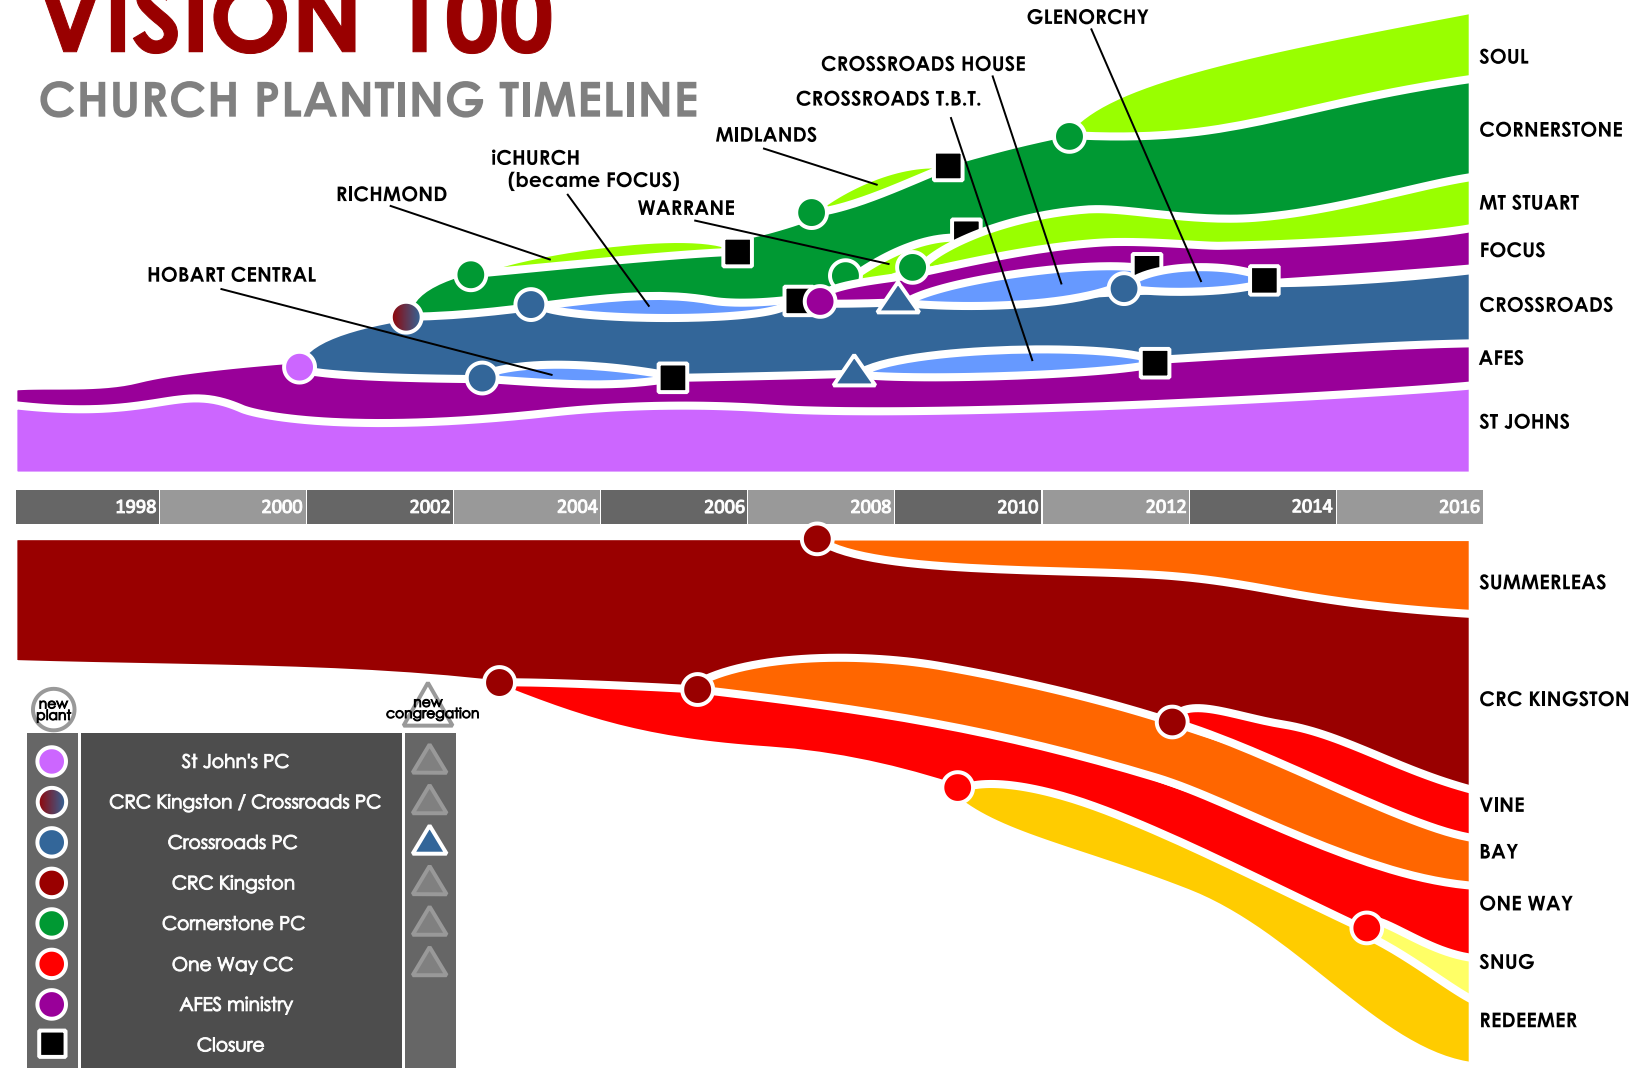 VISION 100
CHURCH PLANTING TIMELINE
GLENORCHY
CROSSROADS HOUSE
CROSSROADS T.B.T.
MIDLANDS
iCHURCH
(became FOCUS)
RICHMOND
WARRANE
HOBART CENTRAL
SOUL
CORNERSTONE
MT STUART
FOCUS
CROSSROADS
AFES
ST JOHNS
1998 2000 2002 2004 2006 2008 2010 2012 2014 2016
SUMMERLEAS
CRC KINGSTON
VINE
BAY
ONE WAY
SNUG
REDEEMER
new
plant
new
congregation
St John's PC
CRC Kingston / Crossroads PC
Crossroads PC
CRC Kingston
Cornerstone PC
One Way CC
AFES ministry
Closure